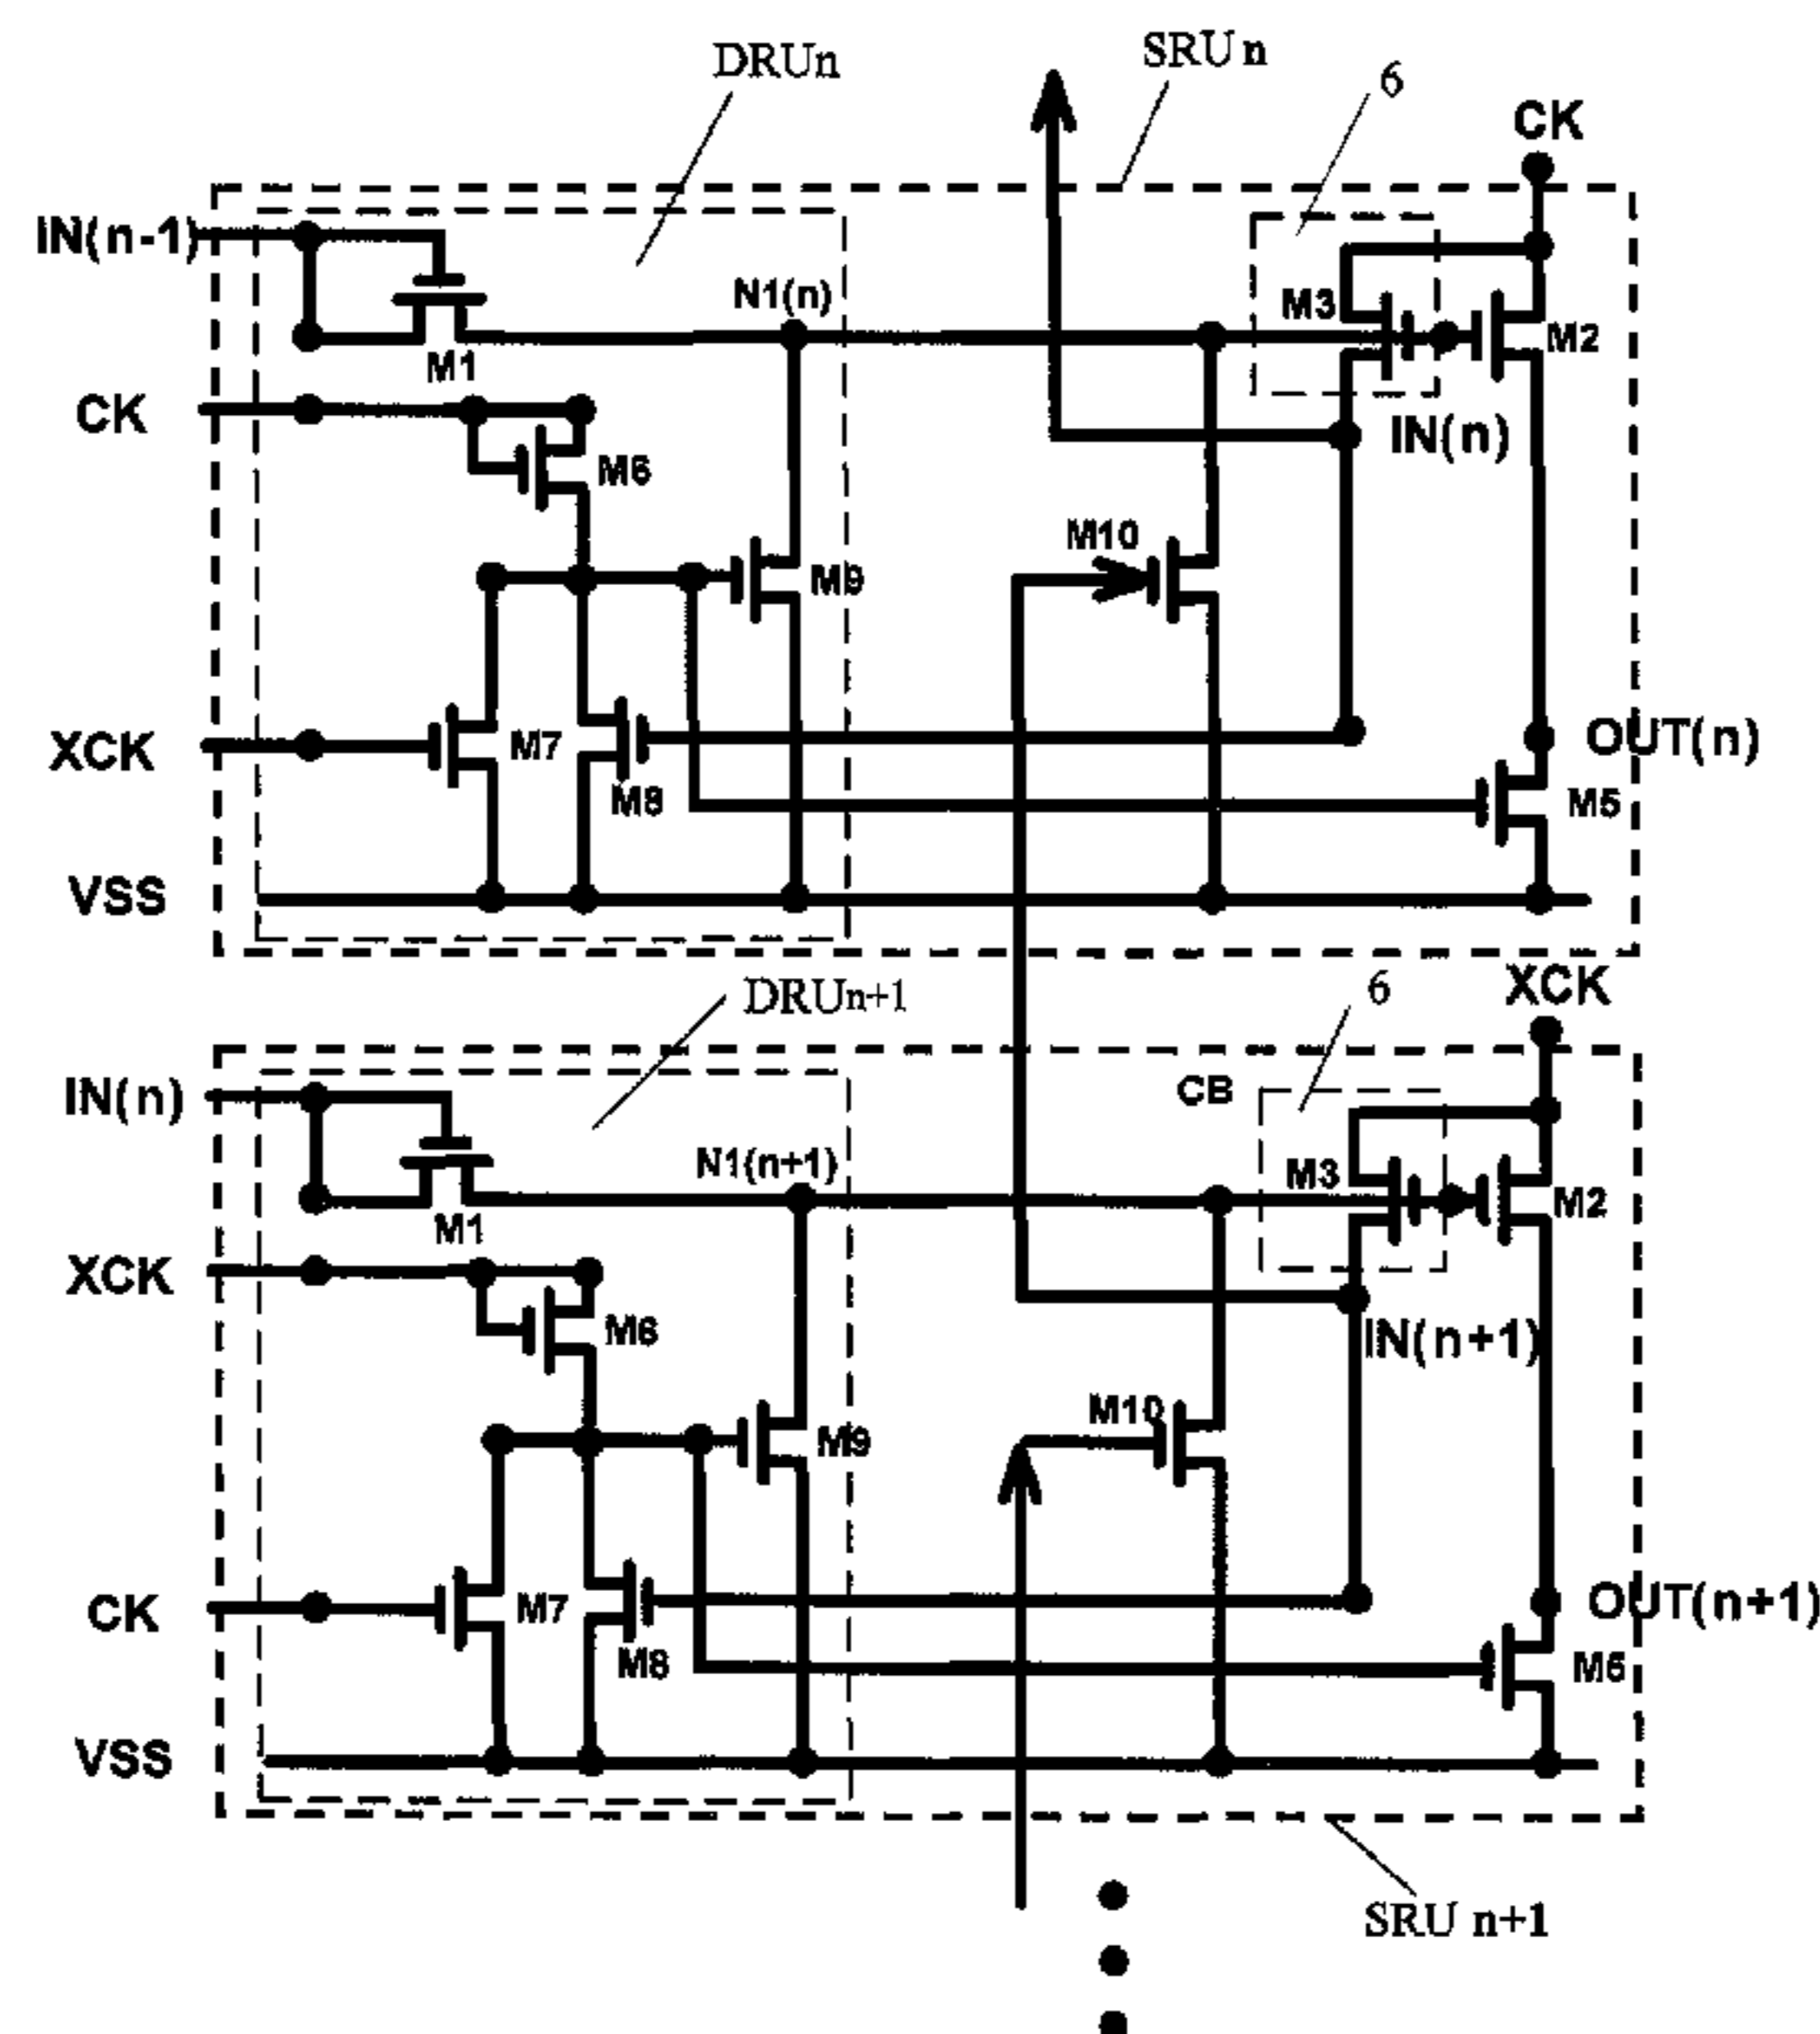 DRUn
SRU n
6
CK
IN(n-1)
N1(n)
M3
M2
M1
CK
IN(n)
M6
M10
M9
XCK
M7
OUT(n)
M8
M5
VSS
DRUn+1
6
XCK
IN(n)
CB
N1(n+1)
M3
M2
M1
XCK
M6
IN(n+1)
M10
M9
CK
M7
OUT(n+1)
M8
M5
VSS
SRU n+1